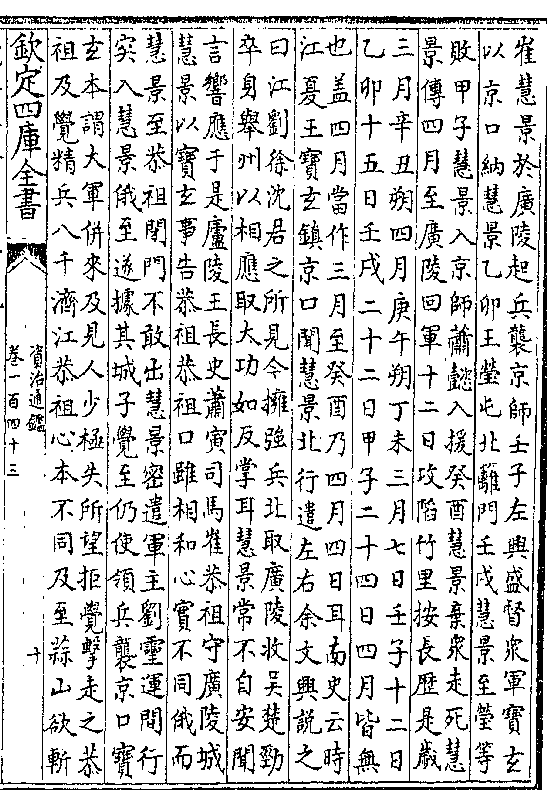 崔慧景於廣陵起兵襲京師壬子左興盛督衆軍寳玄
以京口納慧景乙卯王瑩屯北籬門壬戌慧景至瑩等
敗甲子慧景入京師蕭懿入援癸酉慧景棄衆走死慧
景傳四月至廣陵回軍十二日攻陷竹里按長歴是歲
三月辛丑朔四月庚午朔丁未三月七日壬子十二日
乙卯十五日壬戌二十二日甲子二十四日四月皆無
也盖四月當作三月至癸酉乃四月四日耳南史云時
江夏王寳玄鎮京口聞慧景北行遣左右余文興説之
曰江劉徐沈君之所見今擁強兵北取廣陵收吴楚勁
卒身舉州以相應取大功如反掌耳慧景常不自安聞
言響應于是廬陵王長史蕭寅司馬崔恭祖守廣陵城
慧景以寳玄事告恭祖恭祖口雖相和心實不同俄而
慧景至恭祖閉門不敢出慧景密遣軍主劉靈運間行
突入慧景俄至遂據其城子覺至仍使領兵襲京口寳
玄本謂大軍併來及見人少極失所望拒覺擊走之恭
祖及覺精兵八千濟江恭祖心本不同及至蒜山欲斬
欽定四庫全書
資治通鑑
卷一百四十三
十